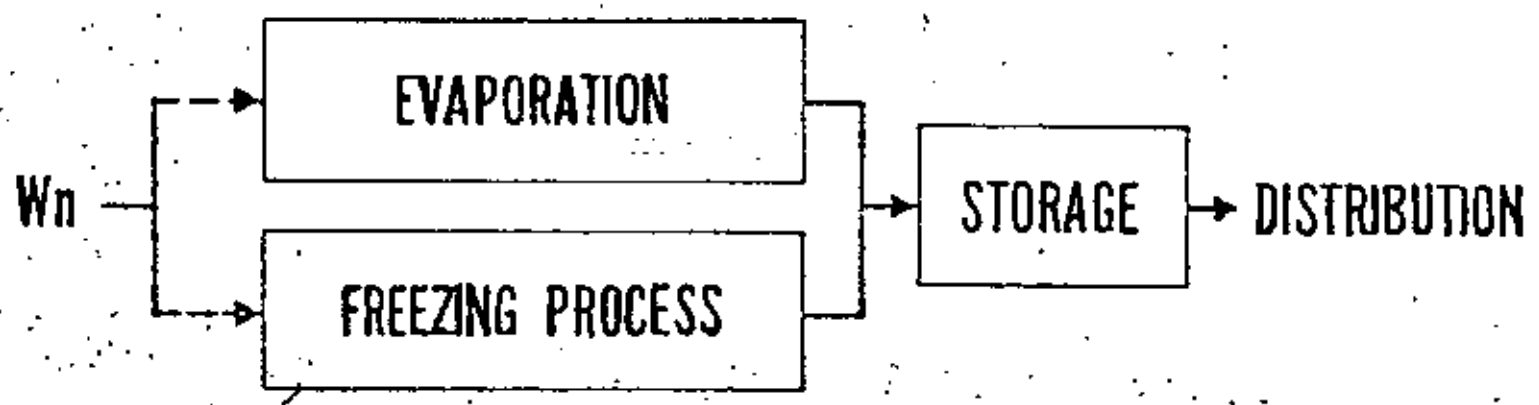 EVAPORATION
Wn
STORAGE
DISTRIBUTION
FREEZING PROCESS